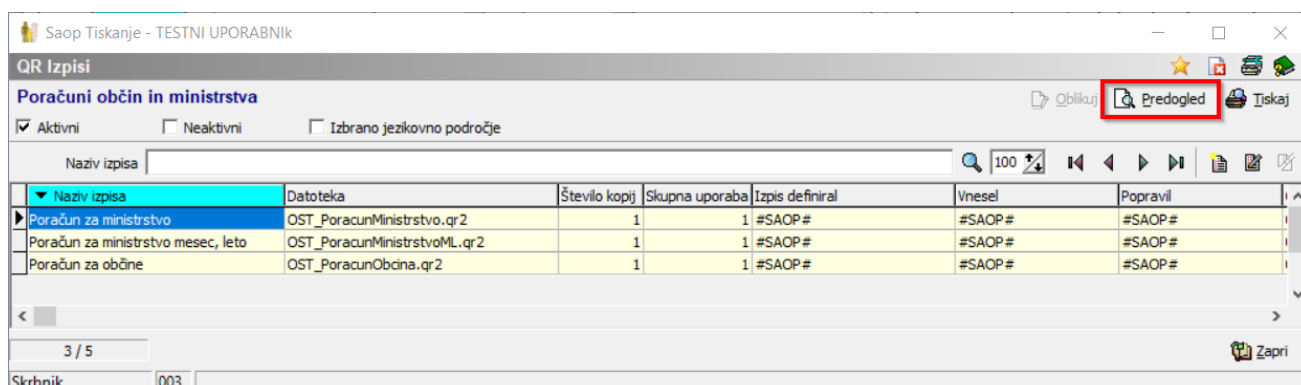 Saop Tiskanje - TESTNI UPORABNIk
QR Izpisi
Poračuni občin in ministrstva
Oblikuj Predogled Tiskaj
Aktivni Neaktivni Izbrano jezikovno področje
Naziv izpisa 100
Naziv izpisa Datoteka Število kopij Skupna uporaba Izpis definiral Vnesel Popravil
Poračun za ministrstvo OST_PoracunMinistrstvo.qr2 1 1 #SAOP# #SAOP# #SAOP#
Poračun za ministrstvo mesec, leto OST_PoracunMinistrstvoML.qr2 1 1 #SAOP# #SAOP# #SAOP#
Poračun za občine OST_PoracunObcina.qr2 1 1 #SAOP# #SAOP# #SAOP#
3 / 5 Zapri
Skrbnik 003